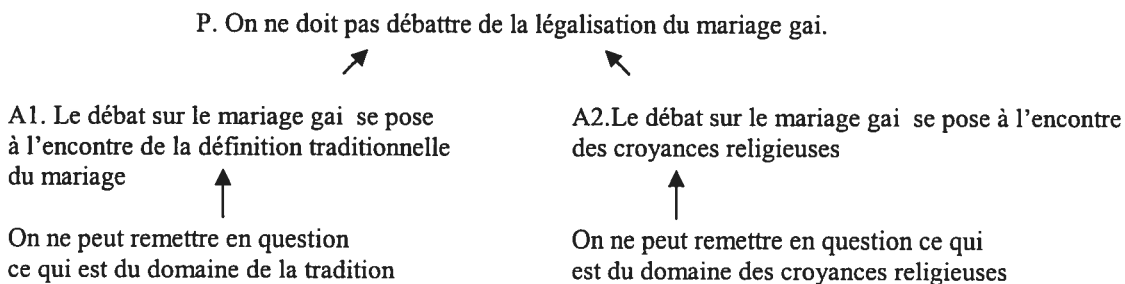 P. On ne doit pas débattre de la légalisation du mariage gai.
A1. Le débat sur le mariage gai se pose
à l'encontre de la définition traditionnelle
du mariage
A2.Le débat sur le mariage gai se pose à l'encontre
des croyances religieuses
On ne peut remettre en question
ce qui est du domaine de la tradition
On ne peut remettre en question ce qui
est du domaine des croyances religieuses